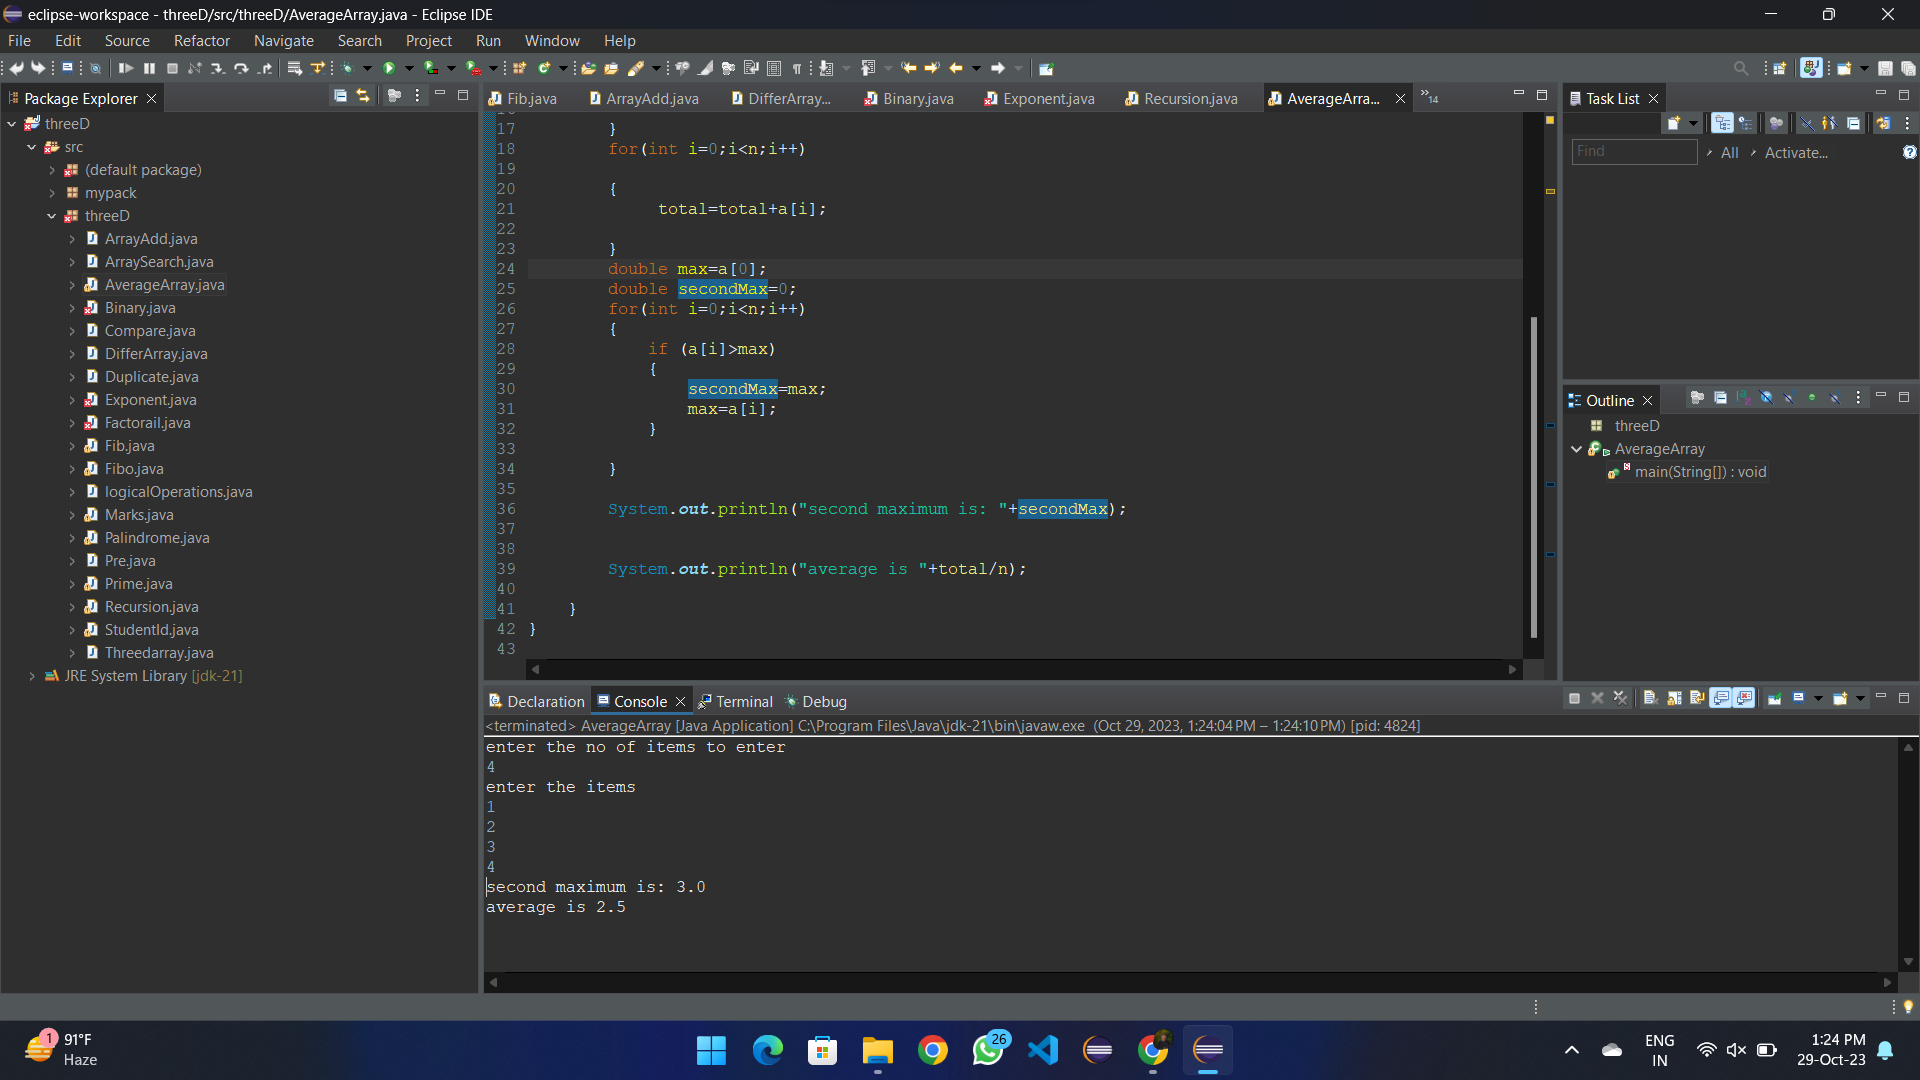 eclipse-workspace - threeD/src/threeD/AverageArray.java - Eclipse IDE
File Edit Source Refactor Navigate Search Project Run Window Help
Package Explorer
threeD
src
(default package)
mypack
threeD
ArrayAdd.java
ArraySearch.java
AverageArray.java
Binary.java
Compare.java
DifferArray.java
Duplicate.java
Exponent.java
Factorail.java
Fib.java
Fibo.java
logicalOperations.java
Marks.java
Palindrome.java
Pre.java
Prime.java
Recursion.java
StudentId.java
Threedarray.java
JRE System Library [jdk-21]
Fib.java ArrayAdd.java DifferArray... Binary.java Exponent.java Recursion.java AverageArra... 14
17 }
18 for(int i=0;i<n;i++)
19
20 {
21 total=total+a[i];
22
23 }
24 double max=a[0];
25 double secondMax=0;
26 for(int i=0;i<n;i++)
27 {
28 if (a[i]>max)
29 {
30 secondMax=max;
31 max=a[i];
32 }
33
34 }
35
36 System.out.println("second maximum is: "+secondMax);
37
38
39 System.out.println("average is "+total/n);
40
41 }
42 }
43
Task List
Find All Activate...
Outline
threeD
AverageArray
main(String[]) : void
Declaration Console Terminal Debug
<terminated> AverageArray [Java Application] C:\Program Files\Java\jdk-21\bin\javaw.exe (Oct 29, 2023, 1:24:04 PM – 1:24:10 PM) [pid: 4824]
enter the no of items to enter
4
enter the items
1
2
3
4
second maximum is: 3.0
average is 2.5
1
91°F
Haze
26
ENG
IN
1:24 PM
29-Oct-23